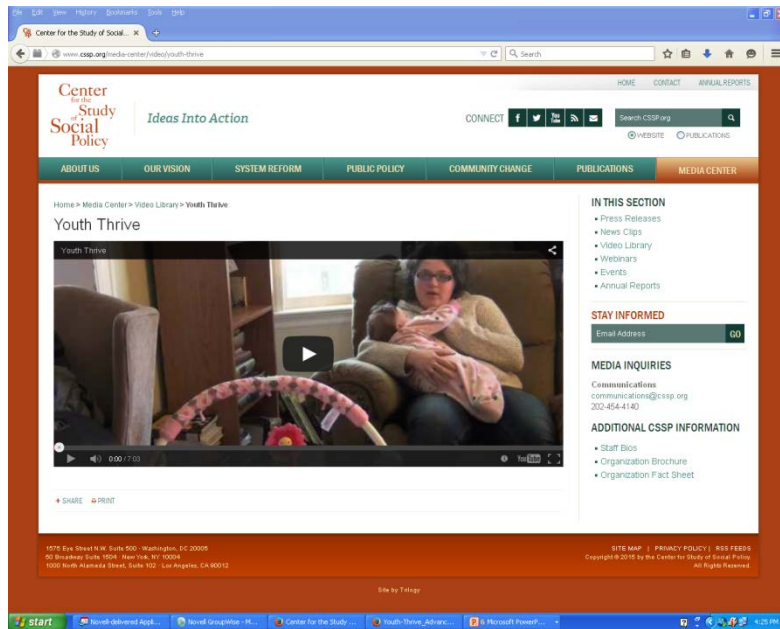 File Edit View History Bookmarks Tools Help
Center for the Study of Social...
www.cssp.org/media-center/video/youth-thrive
Search
HOME CONTACT ANNUAL REPORTS
Center
for the
Study
of
Social
Policy
Ideas Into Action
CONNECT
You Tube
Search CSSP.org
WEBSITE PUBLICATIONS
ABOUT US OUR VISION SYSTEM REFORM PUBLIC POLICY COMMUNITY CHANGE PUBLICATIONS MEDIA CENTER
Home > Media Center > Video Library > Youth Thrive
Youth Thrive
Youth Thrive
0:00 / 7:03
YouTube
+ SHARE PRINT
IN THIS SECTION
Press Releases
News Clips
Video Library
Webinars
Events
Annual Reports
STAY INFORMED
Email Address GO
MEDIA INQUIRIES
Communications
communications@cssp.org
202-454-4140
ADDITIONAL CSSP INFORMATION
Staff Bios
Organization Brochure
Organization Fact Sheet
1575 Eye Street N.W. Suite 500 · Washington, DC 20005
50 Broadway Suite 1504 · New York, NY 10004
1000 North Alameda Street, Suite 102 · Los Angeles, CA 90012
SITE MAP | PRIVACY POLICY | RSS FEEDS
Copyright © 2015 by the Center for Study of Social Policy.
All Rights Reserved.
Site by Trilogy
start
Novell-delivered Appli...
Novell GroupWise - M...
Center for the Study ...
Youth-Thrive_Advanc...
6 Microsoft PowerP...
4:25 PM